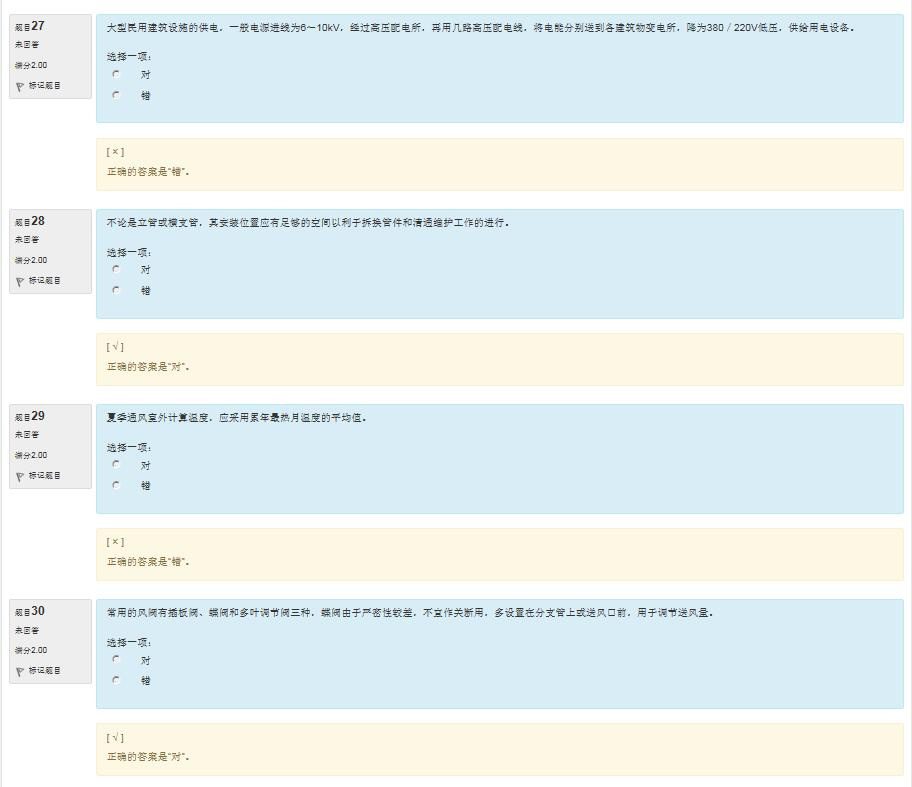 题目27
未回答
满分2.00
标记题目
大型民用建筑设施的供电，一般电源进线为6～10kV，经过高压配电所，再用几路高压配电线，将电能分别送到各建筑物变电所，降为380／220V低压，供给用电设备。
选择一项：
对
错
[ × ]
正确的答案是“错”。
题目28
未回答
满分2.00
标记题目
不论是立管或横支管，其安装位置应有足够的空间以利于拆换管件和清通维护工作的进行。
选择一项：
对
错
[ √ ]
正确的答案是“对”。
题目29
未回答
满分2.00
标记题目
夏季通风室外计算温度，应采用累年最热月温度的平均值。
选择一项：
对
错
[ × ]
正确的答案是“错”。
题目30
未回答
满分2.00
标记题目
常用的风阀有插板阀、蝶阀和多叶调节阀三种，蝶阀由于严密性较差，不宜作关断用，多设置在分支管上或送风口前，用于调节送风量。
选择一项：
对
错
[ √ ]
正确的答案是“对”。